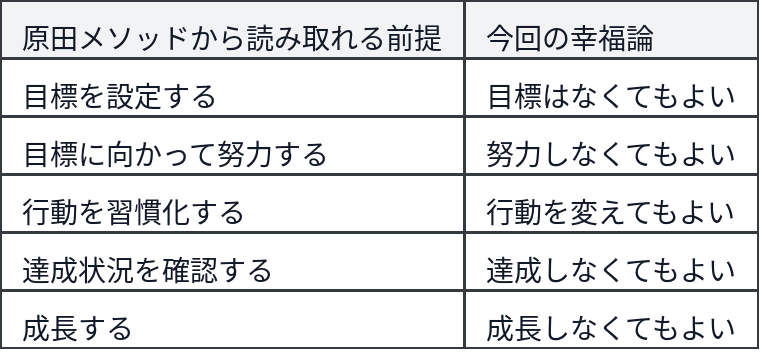 原田メソッドから読み取れる前提 今回の幸福論
目標を設定する 目標はなくてもよい
目標に向かって努力する 努力しなくてもよい
行動を習慣化する 行動を変えてもよい
達成状況を確認する 達成しなくてもよい
成長する 成長しなくてもよい